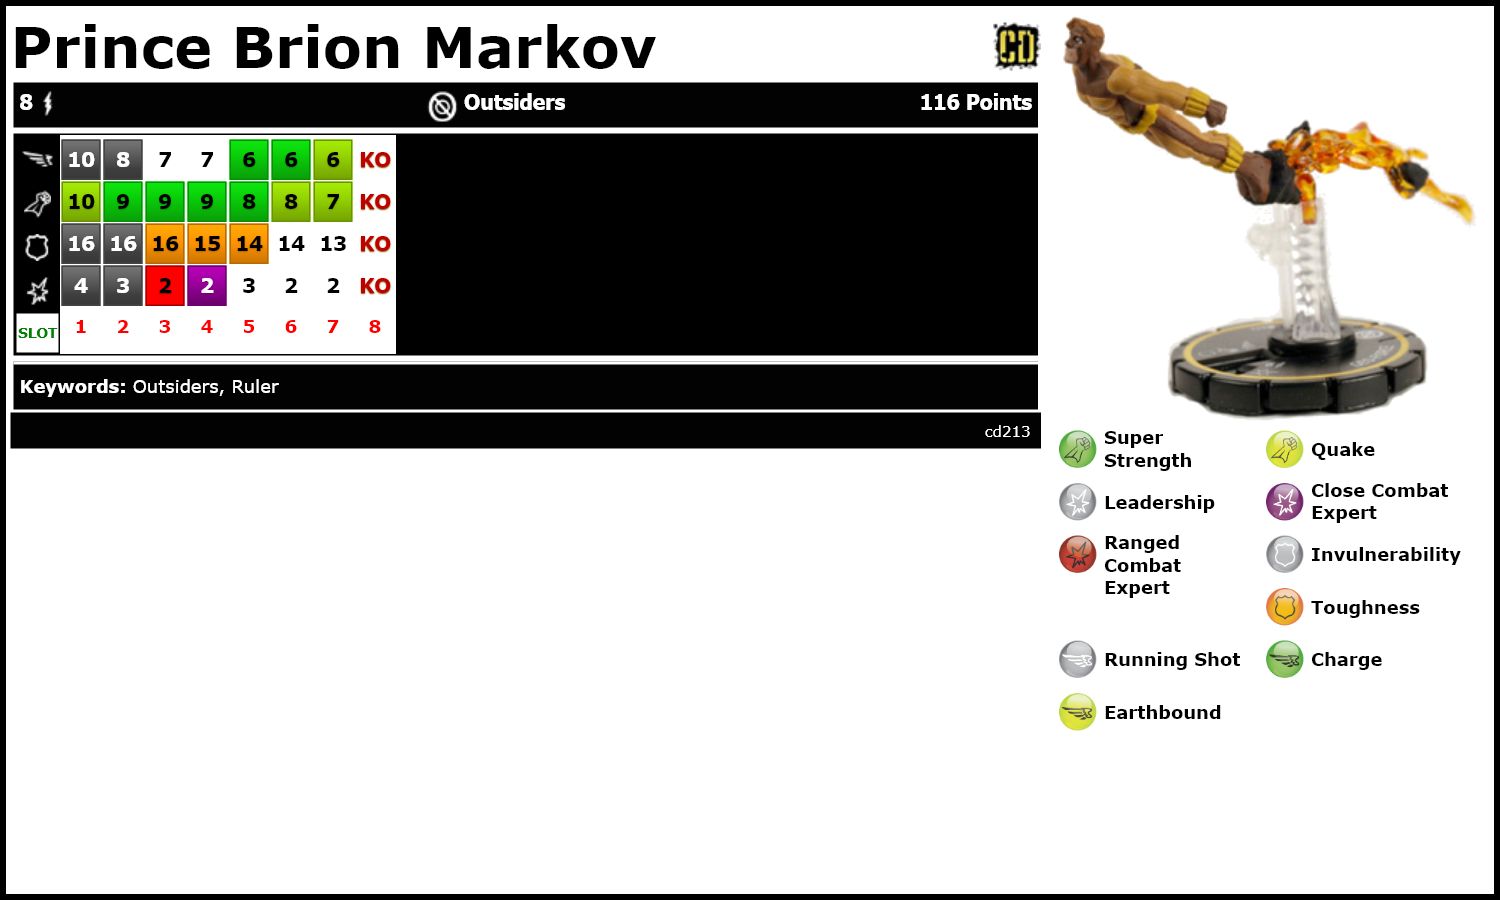 Prince Brion Markov
CD
8 Outsiders 116 Points
10 8 7 7 6 6 6 KO
10 9 9 9 8 8 7 KO
16 16 16 15 14 14 13 KO
4 3 2 2 3 2 2 KO
SLOT 1 2 3 4 5 6 7 8
Keywords: Outsiders, Ruler
cd213
Super
Strength
Quake
Leadership
Close Combat
Expert
Ranged
Combat
Expert
Invulnerability
Toughness
Running Shot
Charge
Earthbound